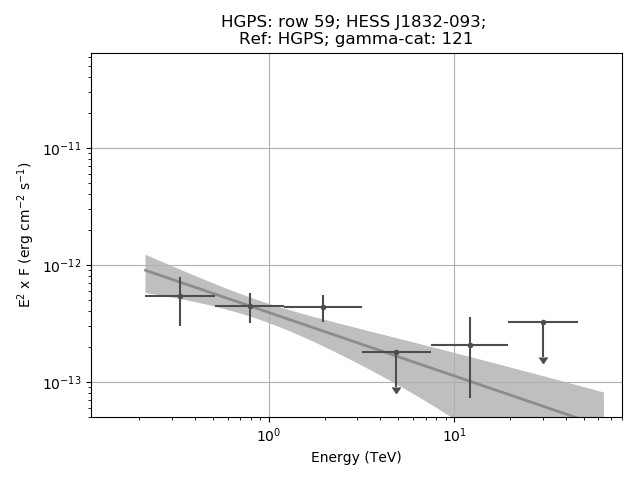 HGPS: row 59; HESS J1832-093;
Ref: HGPS; gamma-cat: 121
E² x F (erg cm⁻² s⁻¹)
10⁻¹¹
10⁻¹²
10⁻¹³
10⁰ 10¹
Energy (TeV)